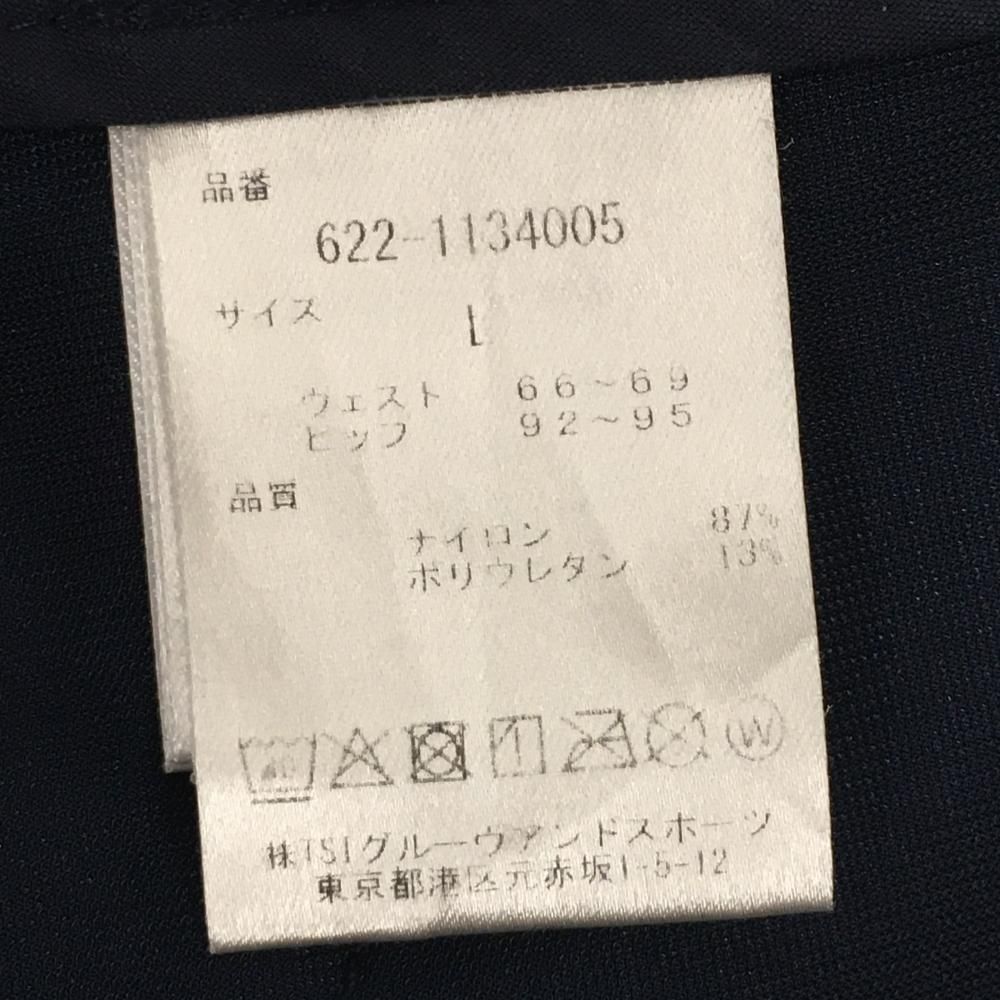 品番
622-1134005
サイズ L
ウェスト 66～69
ヒップ 92～95
品質
ナイロン 87%
ポリウレタン 13%
40 W
株TSIグルーヴアンドスポーツ
東京都港区元赤坂1-5-12